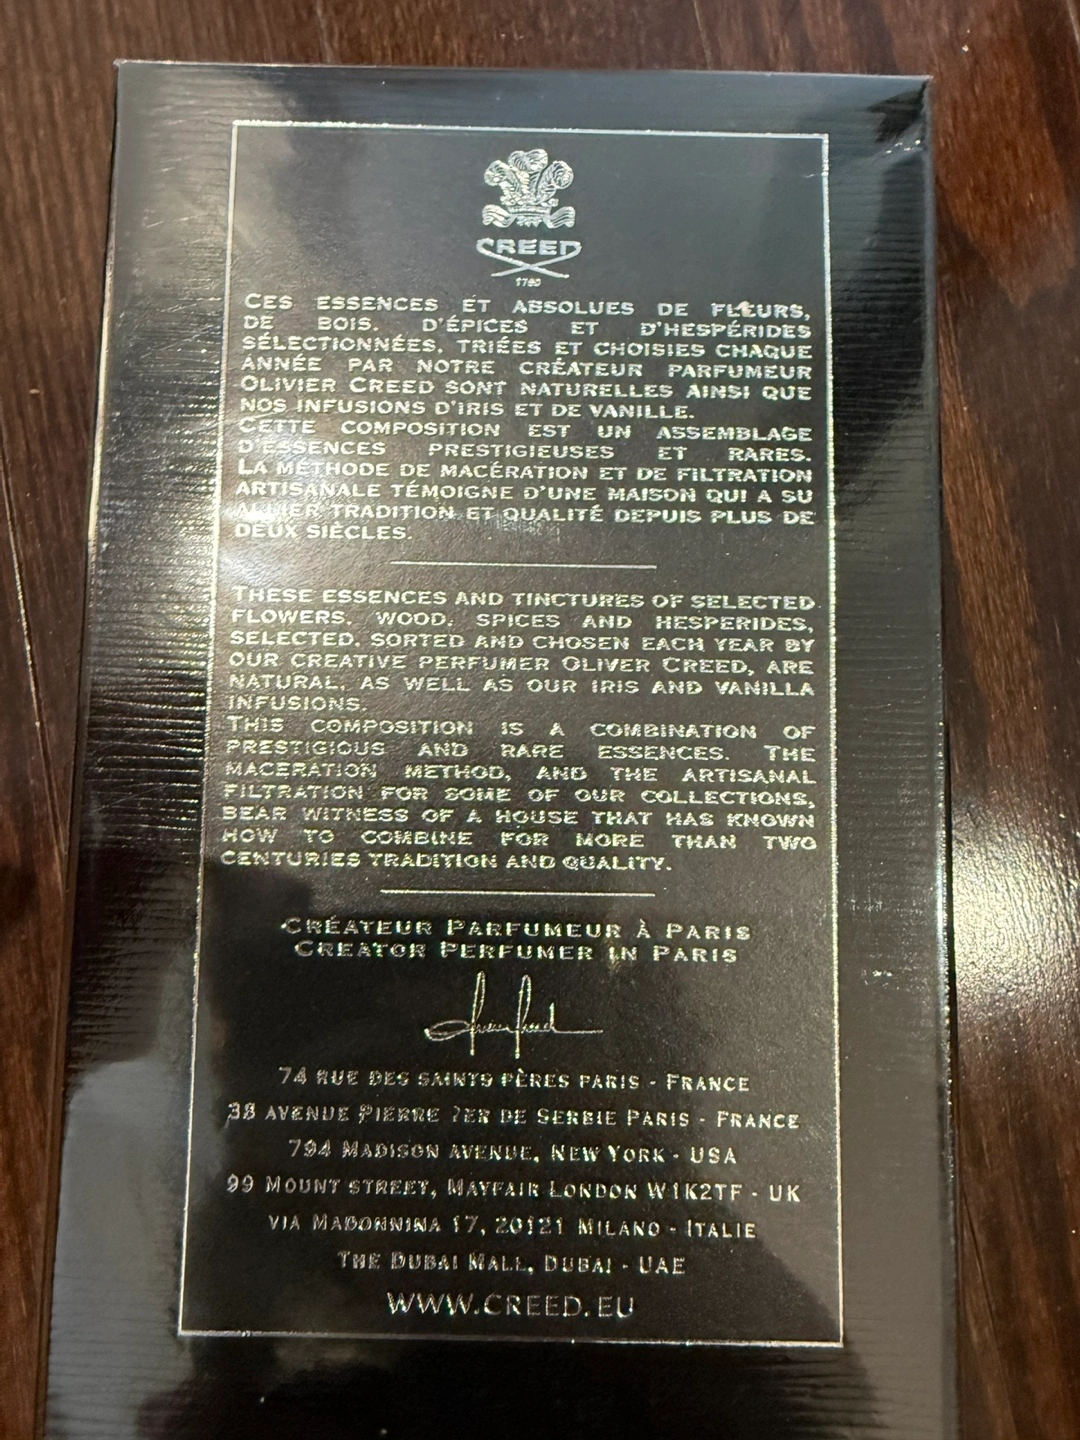 CREED
1760
CES ESSENCES ET ABSOLUES DE FLEURS,
DE BOIS. D'ÉPICES ET D'HESPÉRIDES
SÉLECTIONNÉES, TRIÉES ET CHOISIES CHAQUE
ANNÉE PAR NOTRE CRÉATEUR PARFUMEUR
OLIVIER CREED SONT NATURELLES AINSI QUE
NOS INFUSIONS D'IRIS ET DE VANILLE.
CETTE COMPOSITION EST UN ASSEMBLAGE
D'ESSENCES PRESTIGIEUSES ET RARES.
LA MÉTHODE DE MACÉRATION ET DE FILTRATION
ARTISANALE TÉMOIGNE D'UNE MAISON QUI A SU
ALLIER TRADITION ET QUALITÉ DEPUIS PLUS DE
DEUX SIÈCLES.
THESE ESSENCES AND TINCTURES OF SELECTED
FLOWERS, WOOD, SPICES AND HESPERIDES,
SELECTED, SORTED AND CHOSEN EACH YEAR BY
OUR CREATIVE PERFUMER OLIVER CREED, ARE
NATURAL, AS WELL AS OUR IRIS AND VANILLA
INFUSIONS.
THIS COMPOSITION IS A COMBINATION OF
PRESTIGIOUS AND RARE ESSENCES. THE
MACERATION METHOD, AND THE ARTISANAL
FILTRATION FOR SOME OF OUR COLLECTIONS,
BEAR WITNESS OF A HOUSE THAT HAS KNOWN
HOW TO COMBINE FOR MORE THAN TWO
CENTURIES TRADITION AND QUALITY.
CRÉATEUR PARFUMEUR À PARIS
CREATOR PERFUMER IN PARIS
74 RUE DES SAINTS PÈRES PARIS - FRANCE
38 AVENUE PIERRE 1ER DE SERBIE PARIS - FRANCE
794 MADISON AVENUE, NEW YORK - USA
99 MOUNT STREET, MAYFAIR LONDON W1K2TF - UK
VIA MADONNINA 17, 20121 MILANO - ITALIE
THE DUBAI MALL, DUBAI - UAE
WWW.CREED.EU